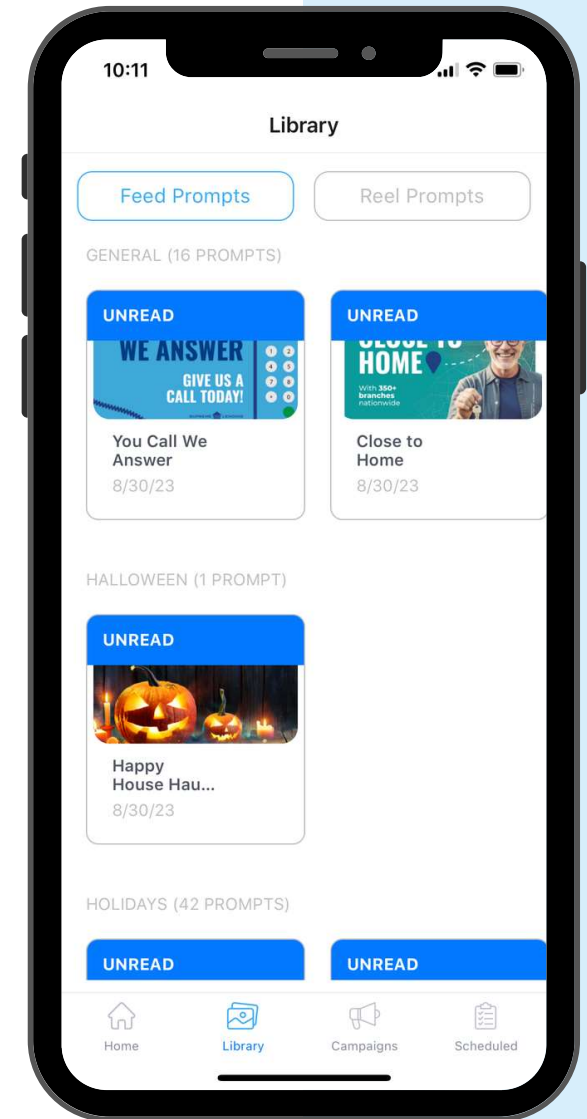 10:11
Library
Feed Prompts
Reel Prompts
GENERAL (16 PROMPTS)
UNREAD
WE ANSWER
GIVE US A
CALL TODAY!
You Call We
Answer
8/30/23
UNREAD
CLOSE TO
HOME
With 350+
branches
nationwide
Close to
Home
8/30/23
HALLOWEEN (1 PROMPT)
UNREAD
Happy
House Hau...
8/30/23
HOLIDAYS (42 PROMPTS)
UNREAD
UNREAD
Home
Library
Campaigns
Scheduled